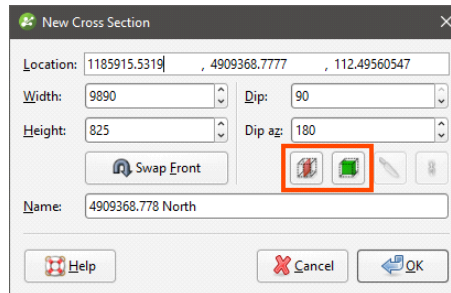 New Cross Section
Location: 1185915.5319 , 4909368.7777 , 112.49560547
Width: 9890 Dip: 90
Height: 825 Dip az: 180
Swap Front
Name: 4909368.778 North
Help Cancel OK